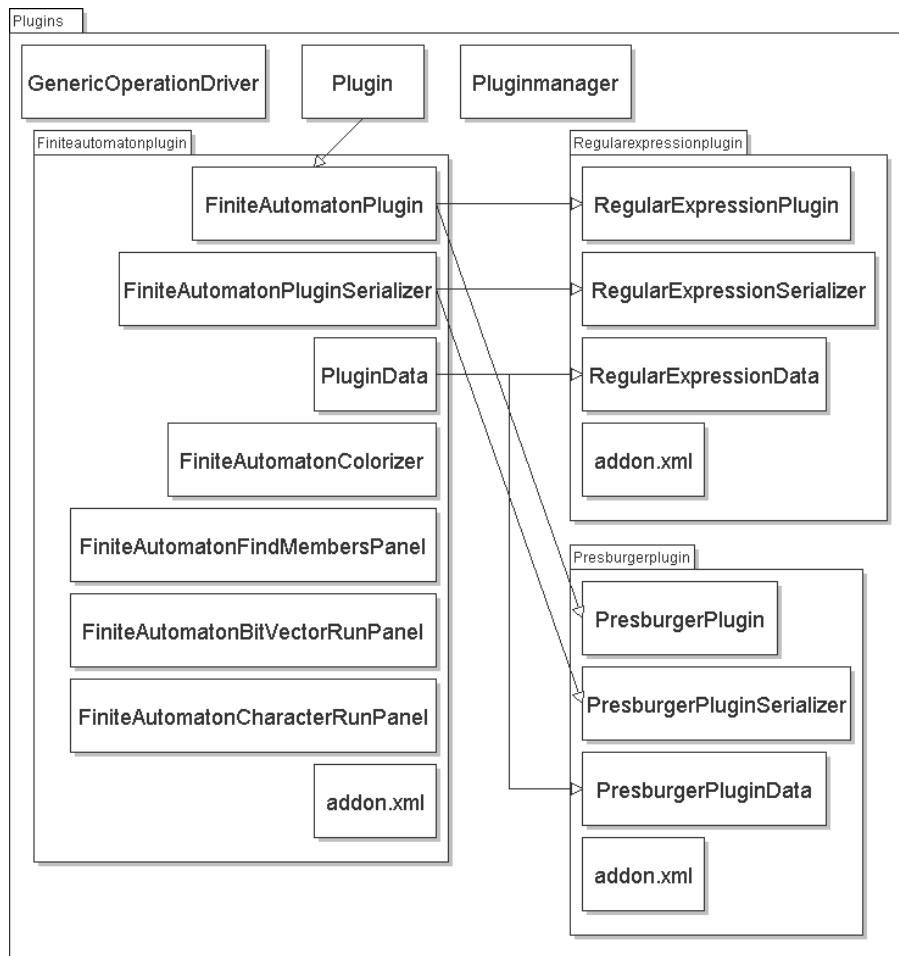 Plugins
GenericOperationDriver
Plugin
Pluginmanager
Finiteautomatonplugin
FiniteAutomatonPlugin
FiniteAutomatonPluginSerializer
PluginData
FiniteAutomatonColorizer
FiniteAutomatonFindMembersPanel
FiniteAutomatonBitVectorRunPanel
FiniteAutomatonCharacterRunPanel
addon.xml
Regularexpressionplugin
RegularExpressionPlugin
RegularExpressionSerializer
RegularExpressionData
addon.xml
Presburgerplugin
PresburgerPlugin
PresburgerPluginSerializer
PresburgerPluginData
addon.xml